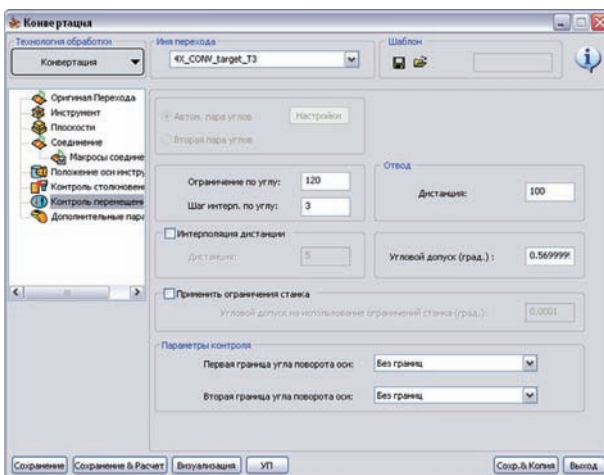 Конвертация
Технология обработки
Конвертация
Имя перехода
4X_CONV_target_T3
Шаблон
Оригинал Перехода
Инструмент
Плоскости
Соединение
Макросы соедине
Положение оси инстру
Контроль столкновен
Контроль перемещени
Дополнительные пара
Автом. пара углов
Настройки
Вторая пара углов
Ограничение по углу: 120
Шаг интерп. по углу: 3
Отвод
Дистанция: 100
Интерполяция дистанции
Дистанция: 5
Угловой допуск (град.) : 0.569999
Применить ограничения станка
Угловой допуск на использование ограничений станка (град.): 0.0001
Параметры контроля
Первая граница угла поворота оси: Без границ
Вторая граница угла поворота оси: Без границ
Сохранение Сохранение & Расчет Визуализация УП Сохр.& Копия Выход